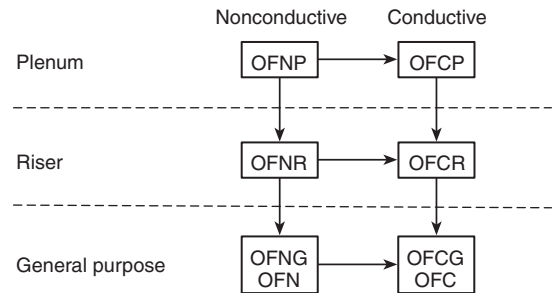 Nonconductive Conductive
Plenum OFNP OFCP
Riser OFNR OFCR
General purpose OFNG OFCG
OFN OFC